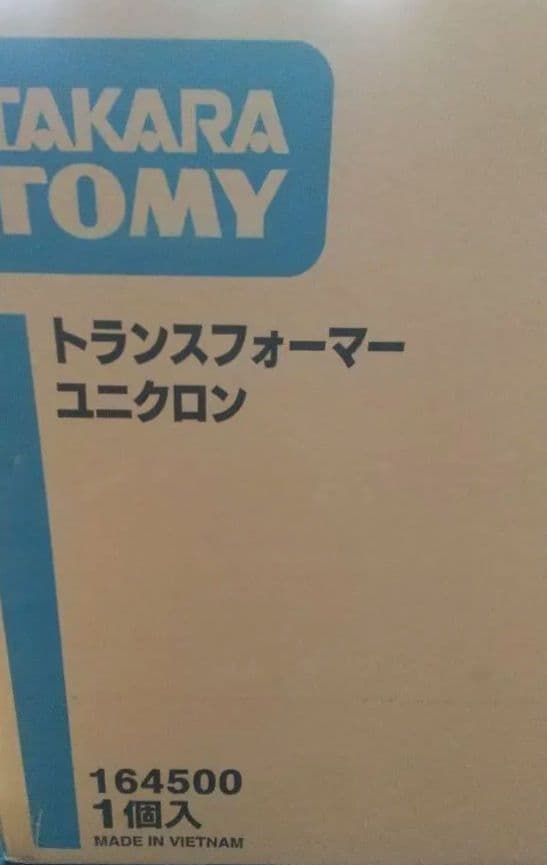 TAKARA
TOMY
トランスフォーマー
ユニクロン
164500
1個入
MADE IN VIETNAM